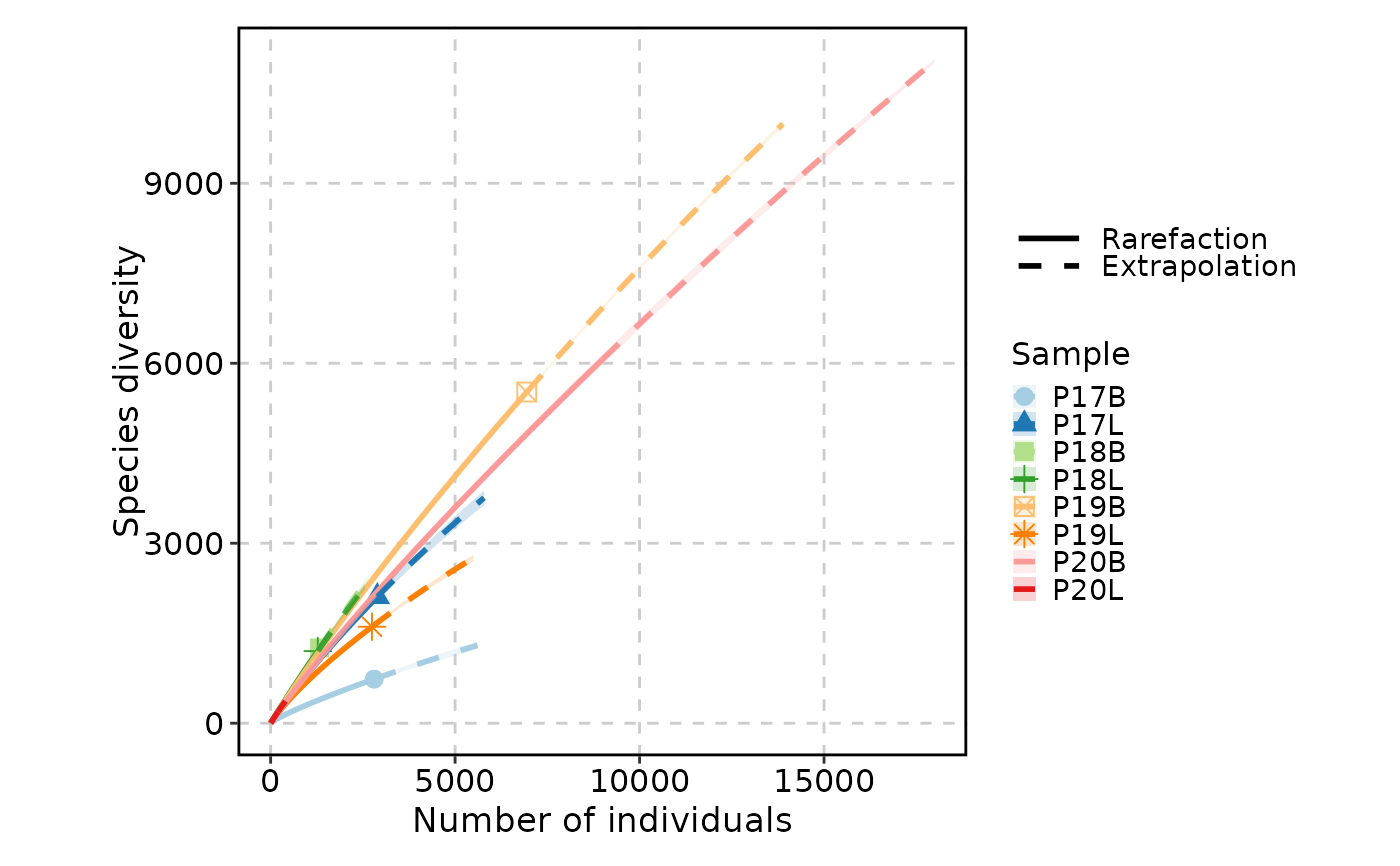 Species diversity
9000
6000
3000
0
0 5000 10000 15000
Number of individuals
Rarefaction
Extrapolation
Sample
P17B
P17L
P18B
P18L
P19B
P19L
P20B
P20L